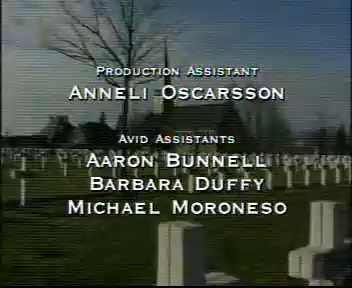 Production Assistant
Anneli Oscarsson
Avid Assistants
Aaron Bunnell
Barbara Duffy
Michael Moroneso